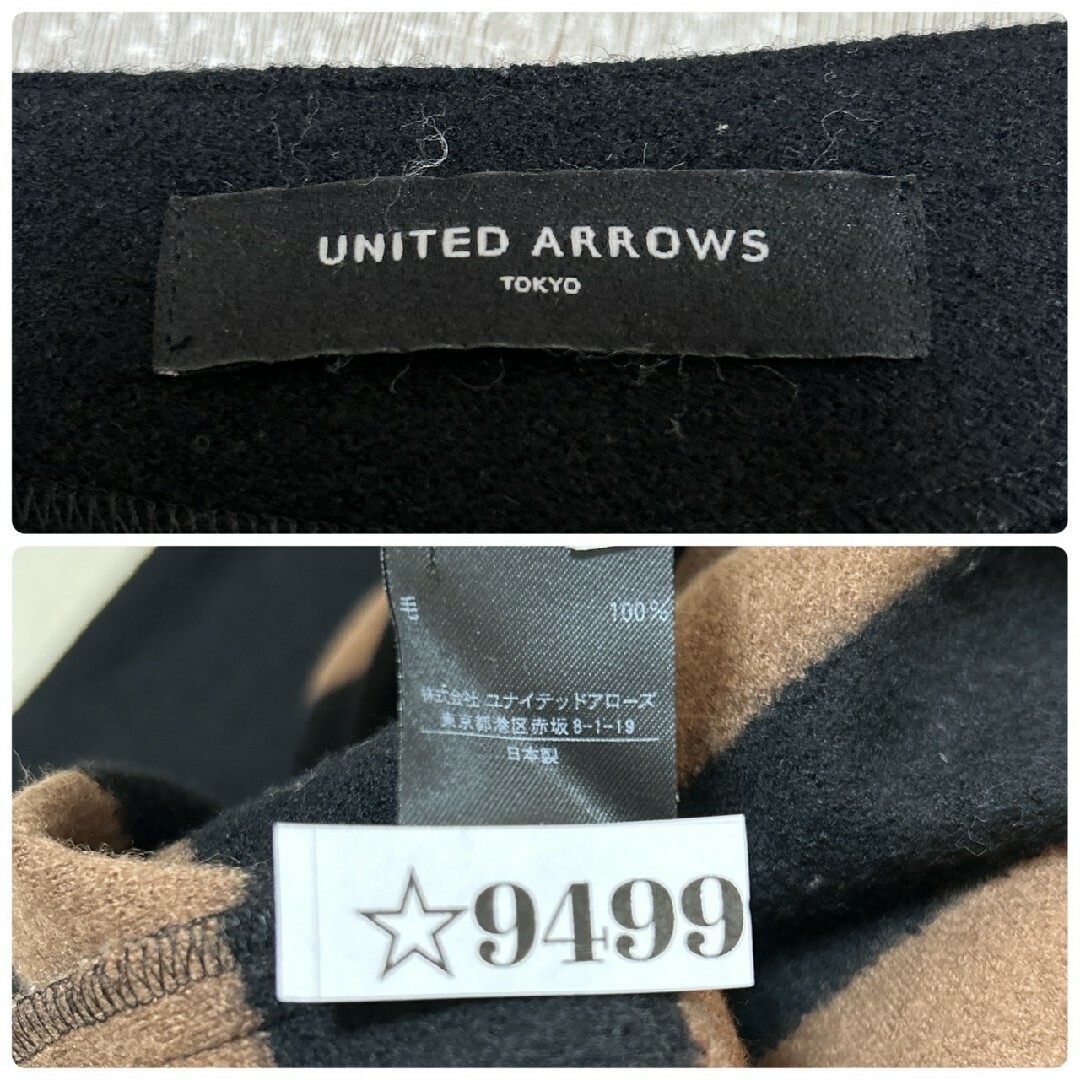 UNITED ARROWS
TOKYO
毛 100%
株式会社 ユナイテッドアローズ
東京都港区赤坂 8-1-19
日本製
☆9499